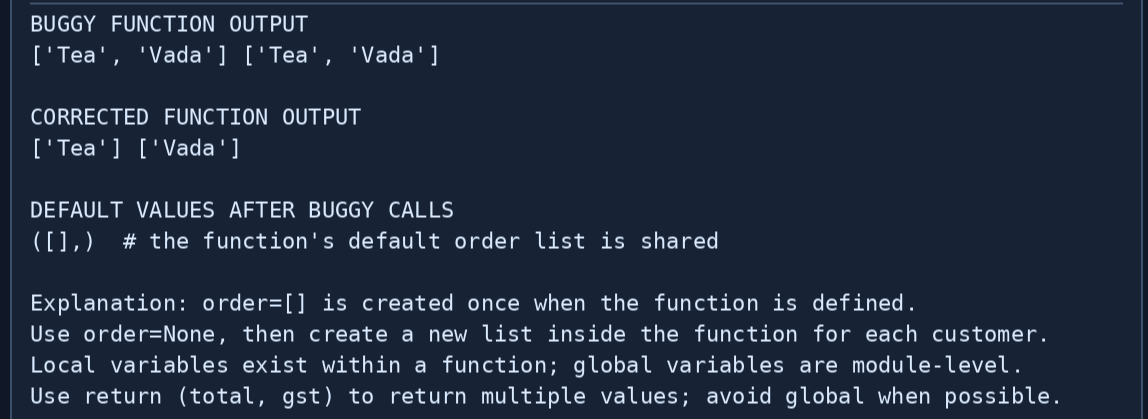 BUGGY FUNCTION OUTPUT
['Tea', 'Vada'] ['Tea', 'Vada']
CORRECTED FUNCTION OUTPUT
['Tea'] ['Vada']
DEFAULT VALUES AFTER BUGGY CALLS
([],)  # the function's default order list is shared
Explanation: order=[] is created once when the function is defined.
Use order=None, then create a new list inside the function for each customer.
Local variables exist within a function; global variables are module-level.
Use return (total, gst) to return multiple values; avoid global when possible.